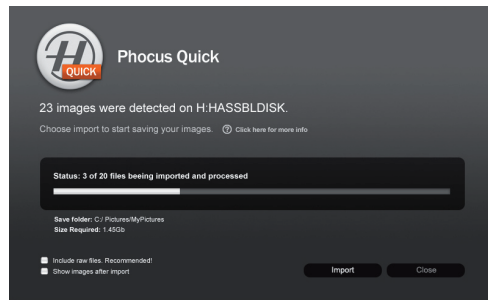 H
QUICK
Phocus Quick
23 images were detected on H:HASSBLDISK.
Choose import to start saving your images. ? Click here for more info
Status: 3 of 20 files beeing imported and processed
Save folder: C:/ Pictures/MyPictures
Size Required: 1.45Gb
Include raw files. Recommended!
Show images after import
Import Close